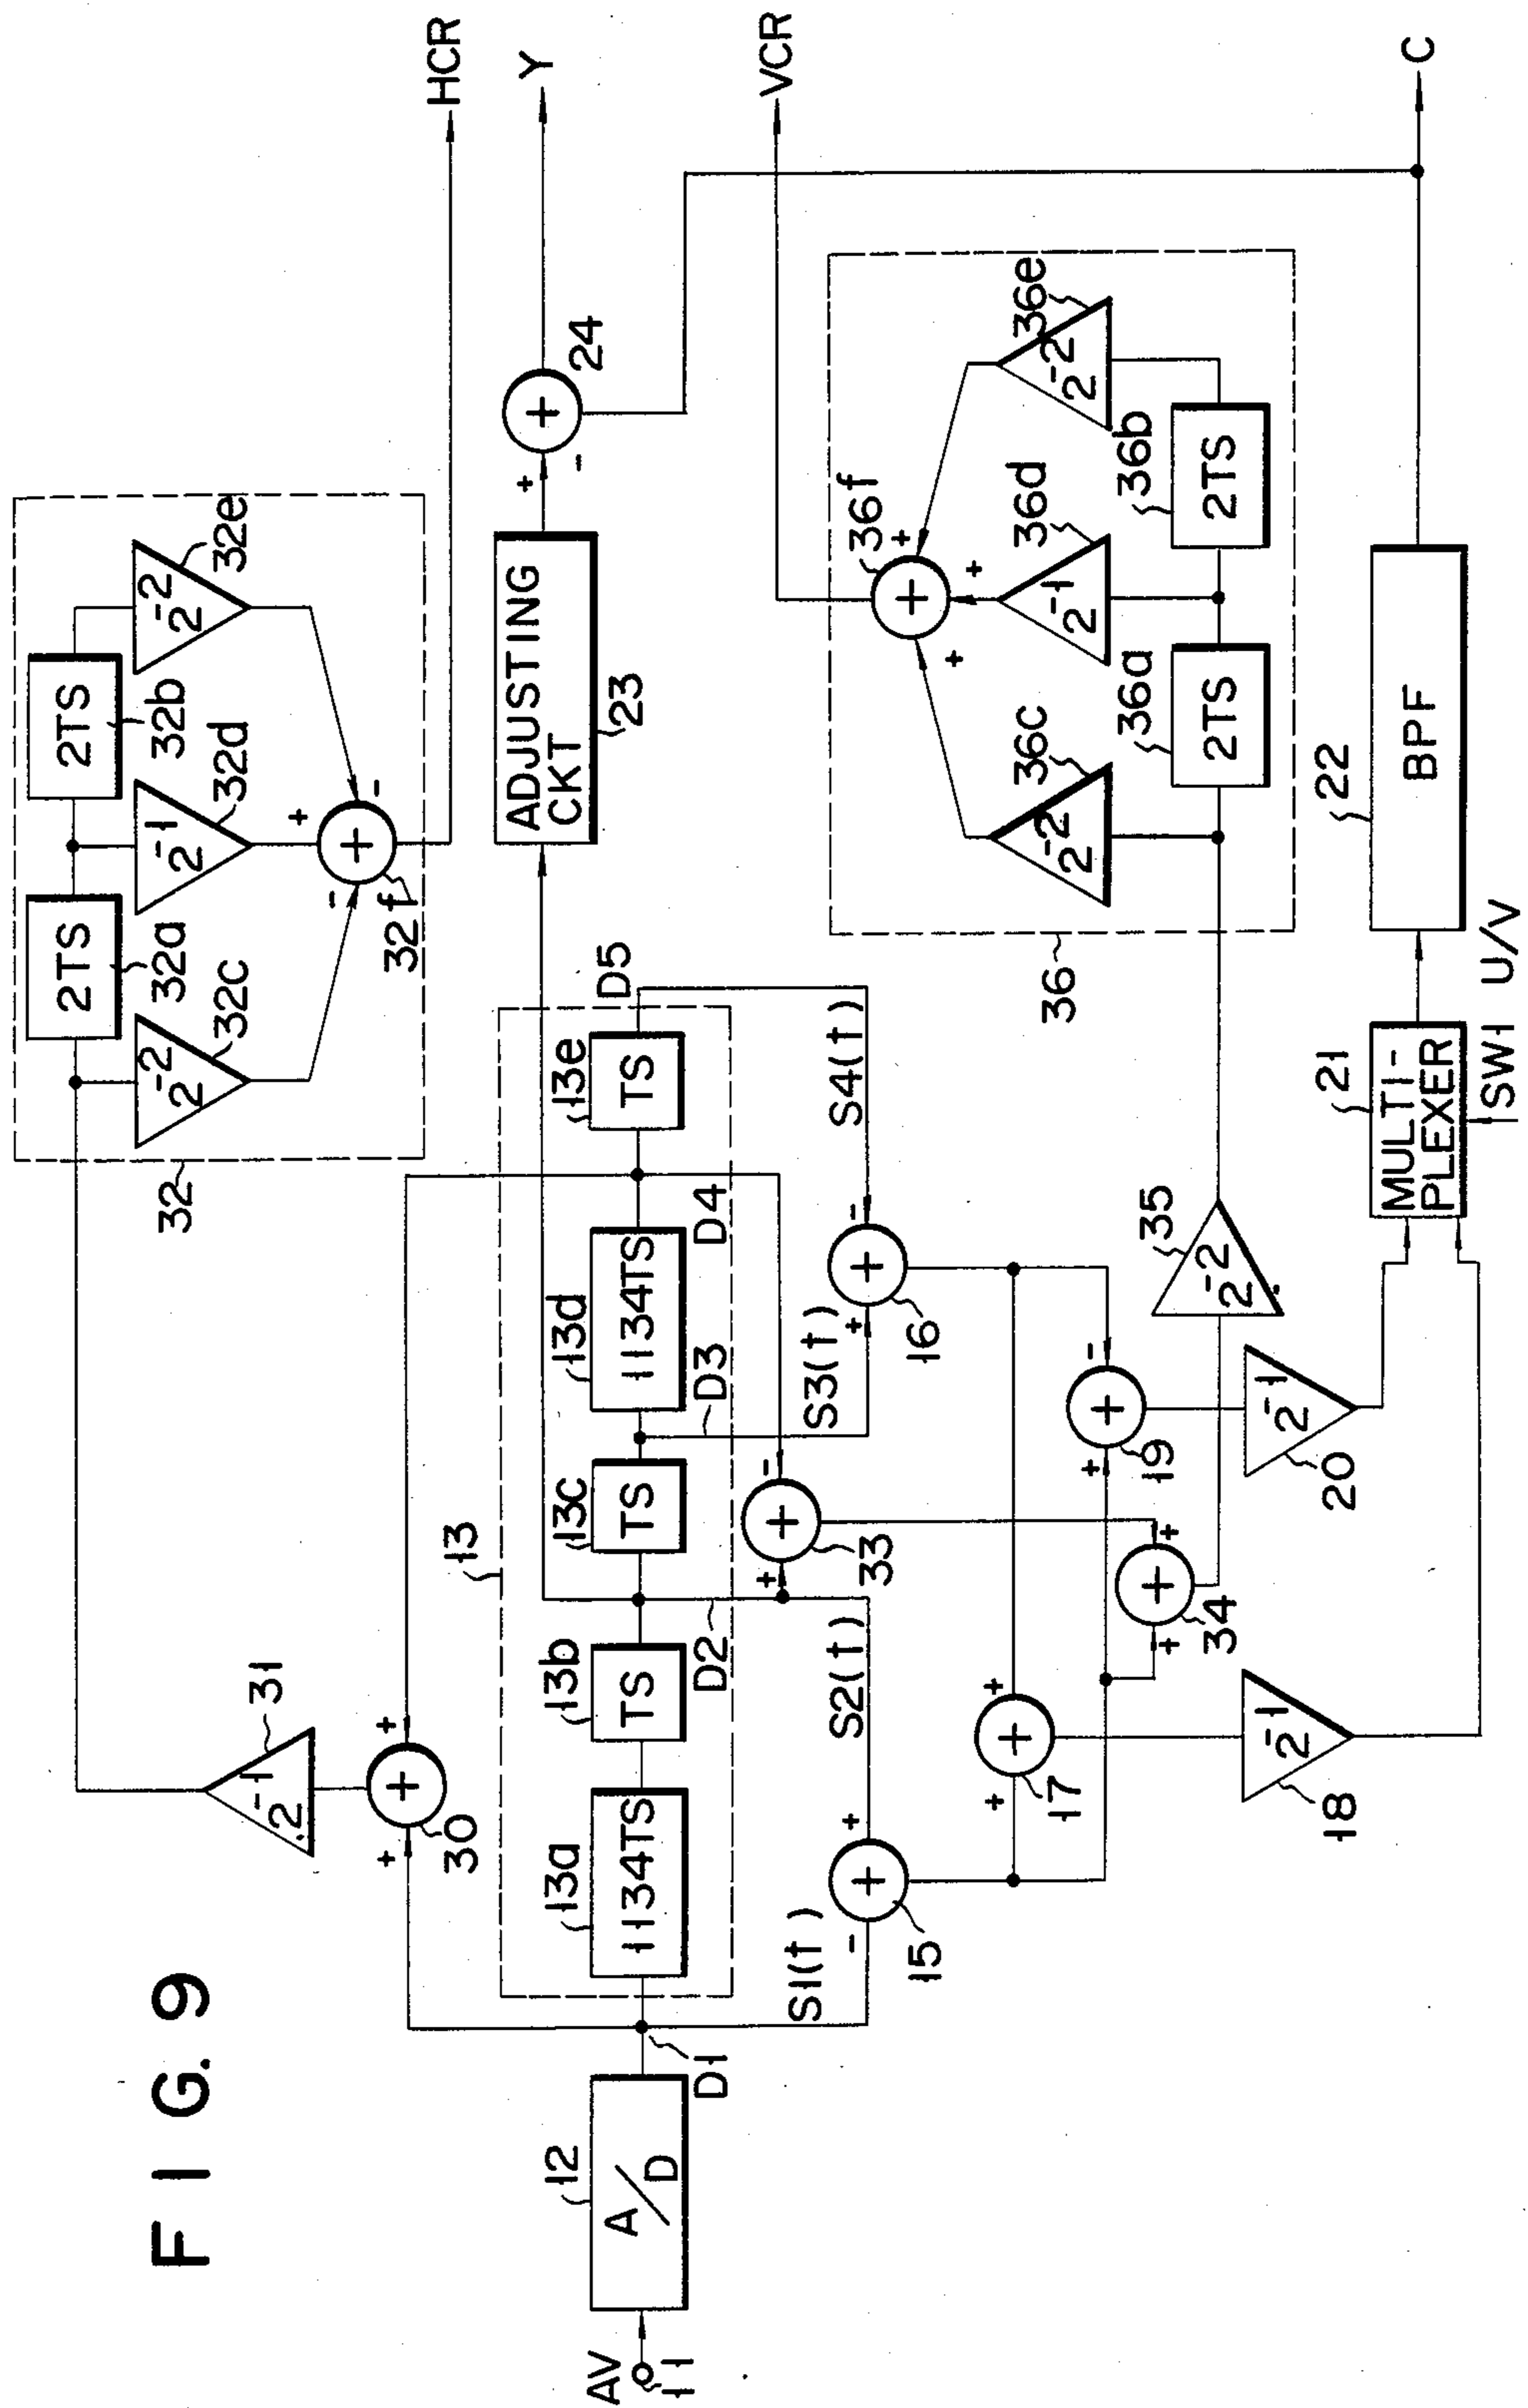 FIG. 9
AV
11
12
A/D
D1
13
13a
1134TS
13b
TS
D2
13c
TS
D3
13d
1134TS
D4
13e
TS
D5
30
+
+
+
31
2⁻¹
32
32a
2TS
32b
2TS
32c
2⁻²
32d
2⁻¹
32e
2⁻²
32f
+
-
+
-
HCR
ADJUSTING
CKT
23
+
-
+
24
Y
S1(t)
S2(t)
-
+
+
15
S3(t)
S4(t)
+
-
+
16
+
-
+
33
+
+
+
17
2⁻¹
18
+
-
+
19
2⁻¹
20
+
+
+
34
35
2⁻²
36
36a
2TS
36b
2TS
36c
2⁻²
36d
2⁻¹
36e
2⁻²
36f
+
+
+
+
VCR
21
MULTI-
PLEXER
SW1 U/V
22
BPF
C